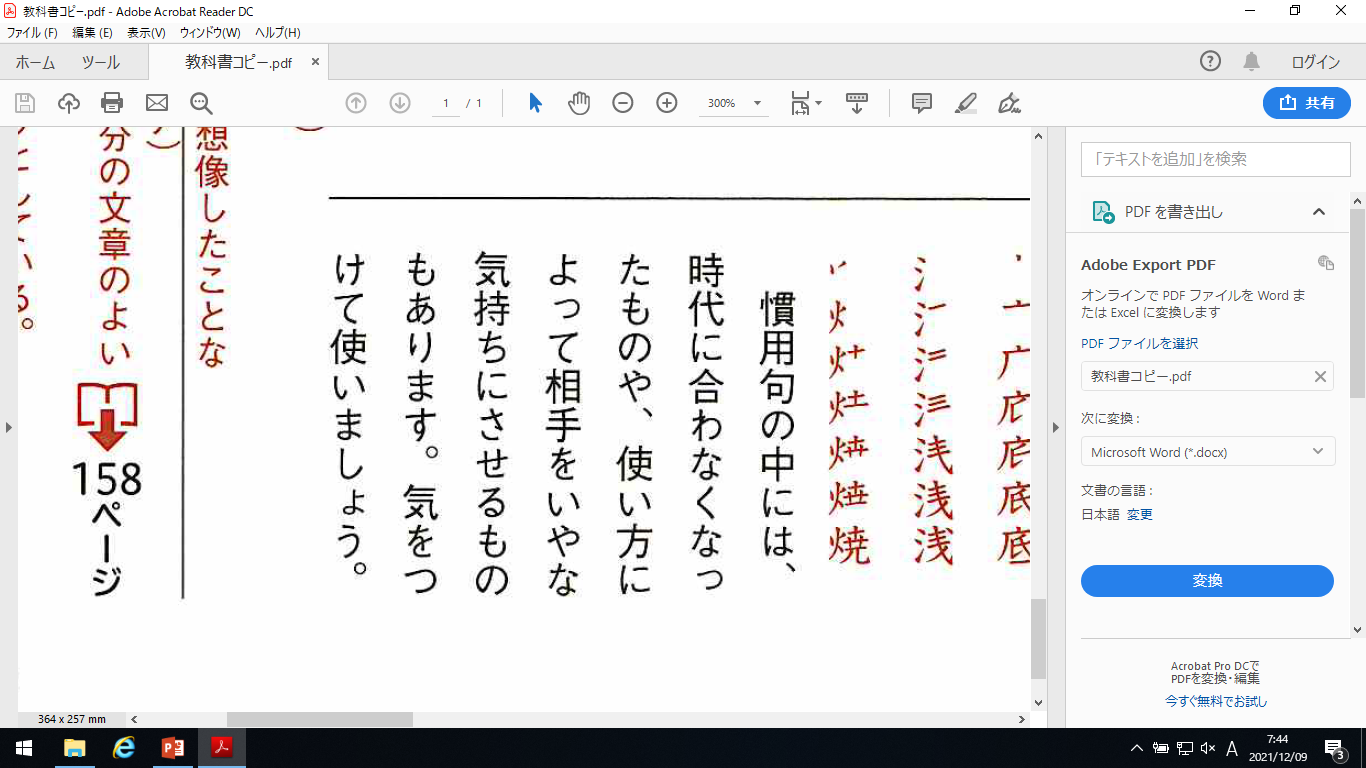 教科書コピー.pdf - Adobe Acrobat Reader DC
ファイル (F) 編集 (E) 表示(V) ウィンドウ(W) ヘルプ(H)
ホーム ツール 教科書コピー.pdf × ログイン
1 / 1 300% 共有
慣用句の中には、
時代に合わなくなっ
たものや、使い方に
よって相手をいやな
気持ちにさせるもの
もあります。気をつ
けて使いましょう。
想像したことな
分の文章のよい
158ページ
ている。
浅浅浅
焼
底底底
364 x 257 mm
「テキストを追加」を検索
PDF を書き出し
Adobe Export PDF
オンラインで PDF ファイルを Word ま
たは Excel に変換します
PDF ファイルを選択
教科書コピー.pdf
次に変換 :
Microsoft Word (*.docx)
文書の言語 :
日本語 変更
変換
Acrobat Pro DCで
PDFを変換・編集
今すぐ無料でお試し
A
7:44
2021/12/09
3